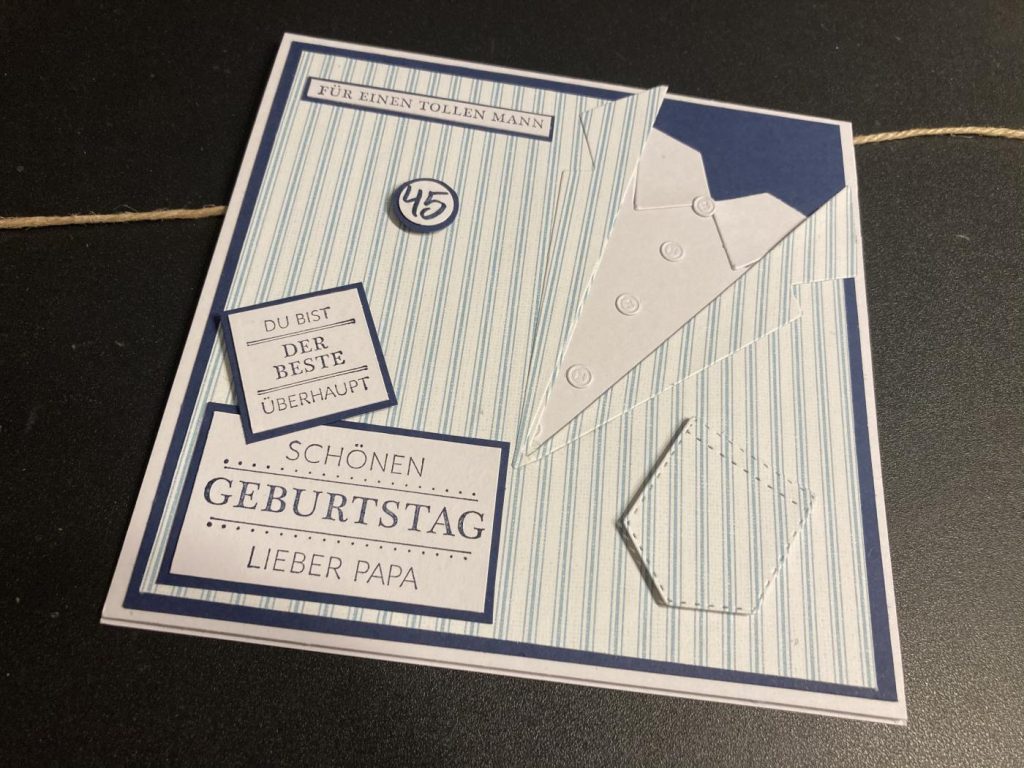 FÜR EINEN TOLLEN MANN
45
DU BIST
DER
BESTE
ÜBERHAUPT
SCHÖNEN
GEBURTSTAG
LIEBER PAPA